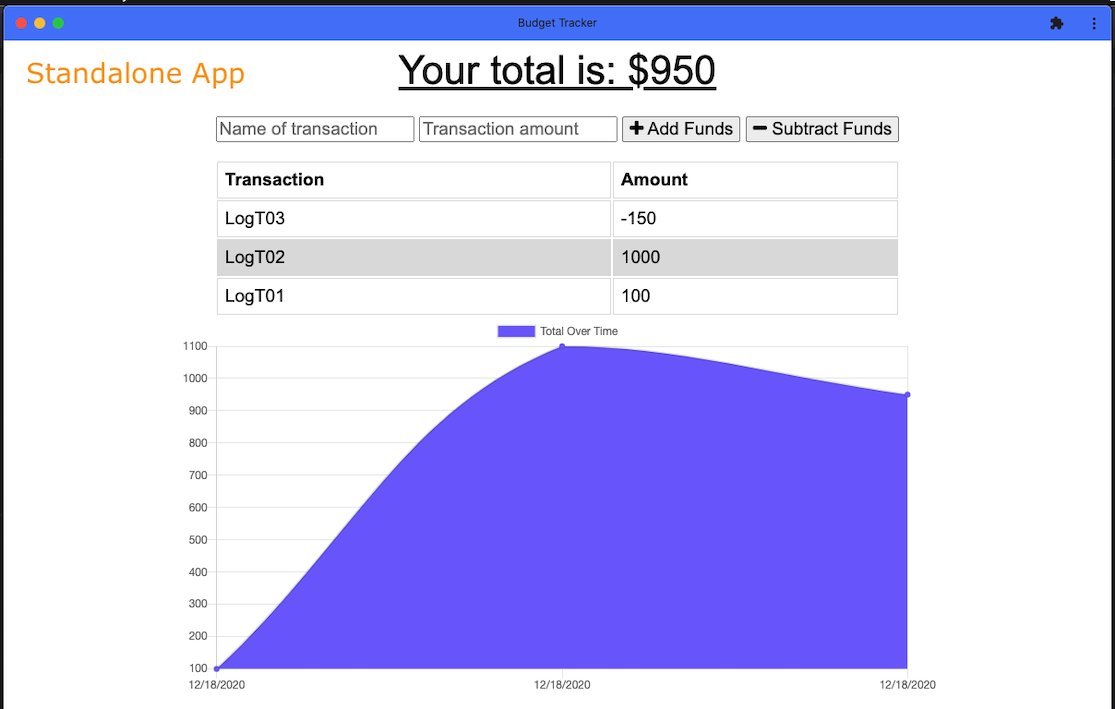 Budget Tracker
Standalone App
Your total is: $950
Name of transaction Transaction amount Add Funds Subtract Funds
Transaction Amount
LogT03 -150
LogT02 1000
LogT01 100
Total Over Time
1100
1000
900
800
700
600
500
400
300
200
100
12/18/2020 12/18/2020 12/18/2020